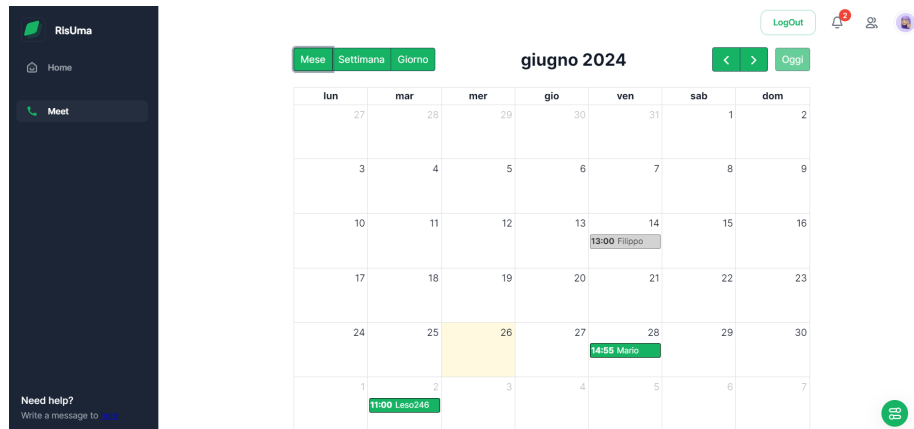 RisUma
Home
Meet
Need help?
Write a message to here
LogOut
2
Mese Settimana Giorno
giugno 2024
Oggi
lun mar mer gio ven sab dom
27 28 29 30 31 1 2
3 4 5 6 7 8 9
10 11 12 13 14 15 16
13:00 Filippo
17 18 19 20 21 22 23
24 25 26 27 28 29 30
14:55 Mario
1 2 3 4 5 6 7
11:00 Leso246